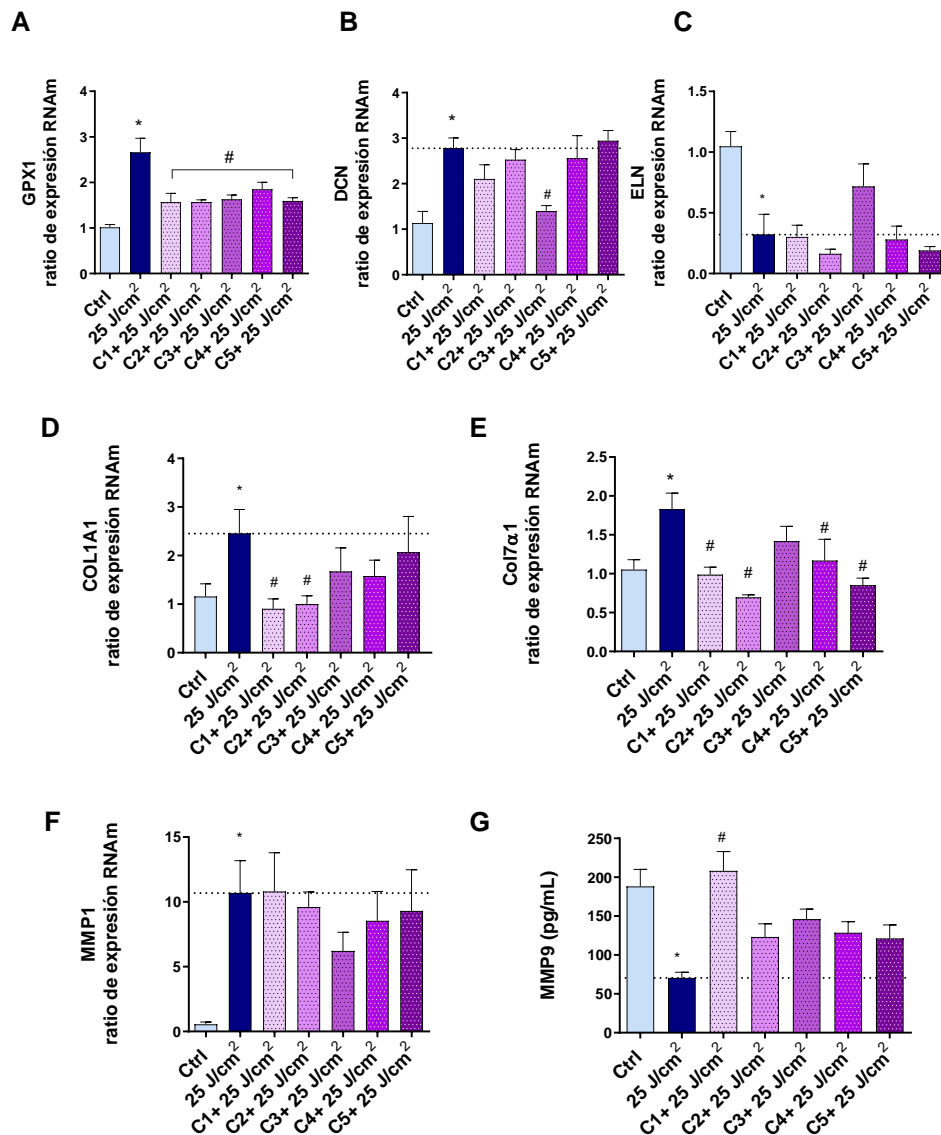 A
GPX1
ratio de expresión RNAm
4
3
2
1
0
*
#
Ctrl
25 J/cm²
C1+ 25 J/cm²
C2+ 25 J/cm²
C3+ 25 J/cm²
C4+ 25 J/cm²
C5+ 25 J/cm²
B
DCN
ratio de expresión RNAm
4
3
2
1
0
*
#
Ctrl
25 J/cm²
C1+ 25 J/cm²
C2+ 25 J/cm²
C3+ 25 J/cm²
C4+ 25 J/cm²
C5+ 25 J/cm²
C
ELN
ratio de expresión RNAm
1.5
1.0
0.5
0.0
*
Ctrl
25 J/cm²
C1+ 25 J/cm²
C2+ 25 J/cm²
C3+ 25 J/cm²
C4+ 25 J/cm²
C5+ 25 J/cm²
D
COL1A1
ratio de expresión RNAm
4
3
2
1
0
*
#
#
Ctrl
25 J/cm²
C1+ 25 J/cm²
C2+ 25 J/cm²
C3+ 25 J/cm²
C4+ 25 J/cm²
C5+ 25 J/cm²
E
Col7α1
ratio de expresión RNAm
2.5
2.0
1.5
1.0
0.5
0.0
*
#
#
#
#
Ctrl
25 J/cm²
C1+ 25 J/cm²
C2+ 25 J/cm²
C3+ 25 J/cm²
C4+ 25 J/cm²
C5+ 25 J/cm²
F
MMP1
ratio de expresión RNAm
15
10
5
0
*
Ctrl
25 J/cm²
C1+ 25 J/cm²
C2+ 25 J/cm²
C3+ 25 J/cm²
C4+ 25 J/cm²
C5+ 25 J/cm²
G
MMP9 (pg/mL)
250
200
150
100
50
0
*
#
Ctrl
25 J/cm²
C1+ 25 J/cm²
C2+ 25 J/cm²
C3+ 25 J/cm²
C4+ 25 J/cm²
C5+ 25 J/cm²